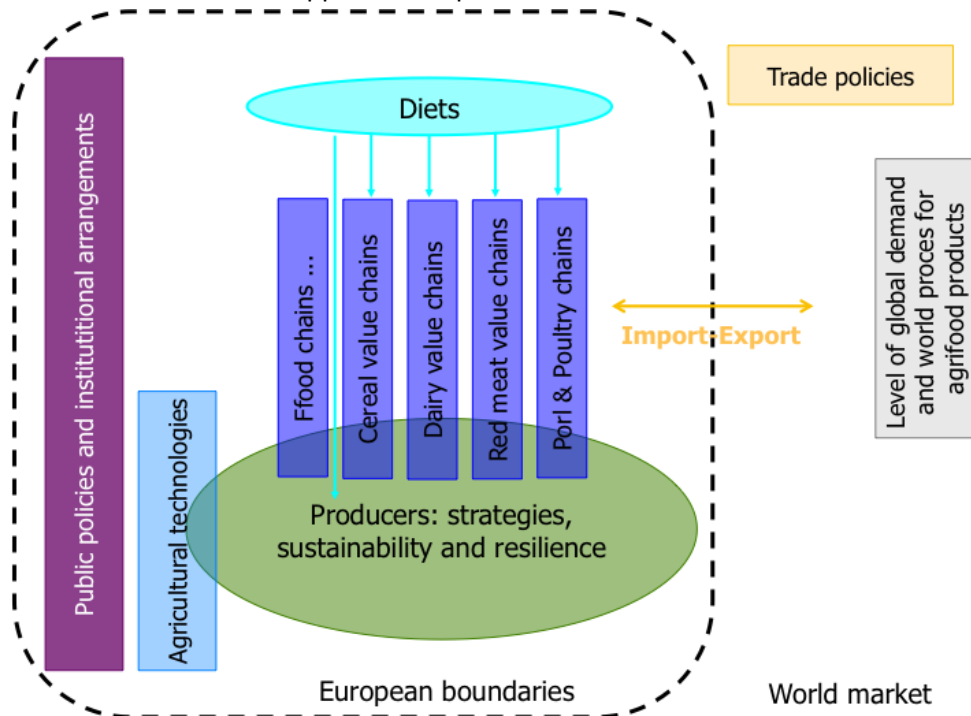 Trade policies
Diets
Public policies and institutitional arrangements
Agricultural technologies
Ffood chains ...
Cereal value chains
Dairy value chains
Red meat value chains
Porl & Poultry chains
Import-Export
Level of global demand
and world proces for
agrifood products
Producers: strategies,
sustainability and resilience
European boundaries
World market